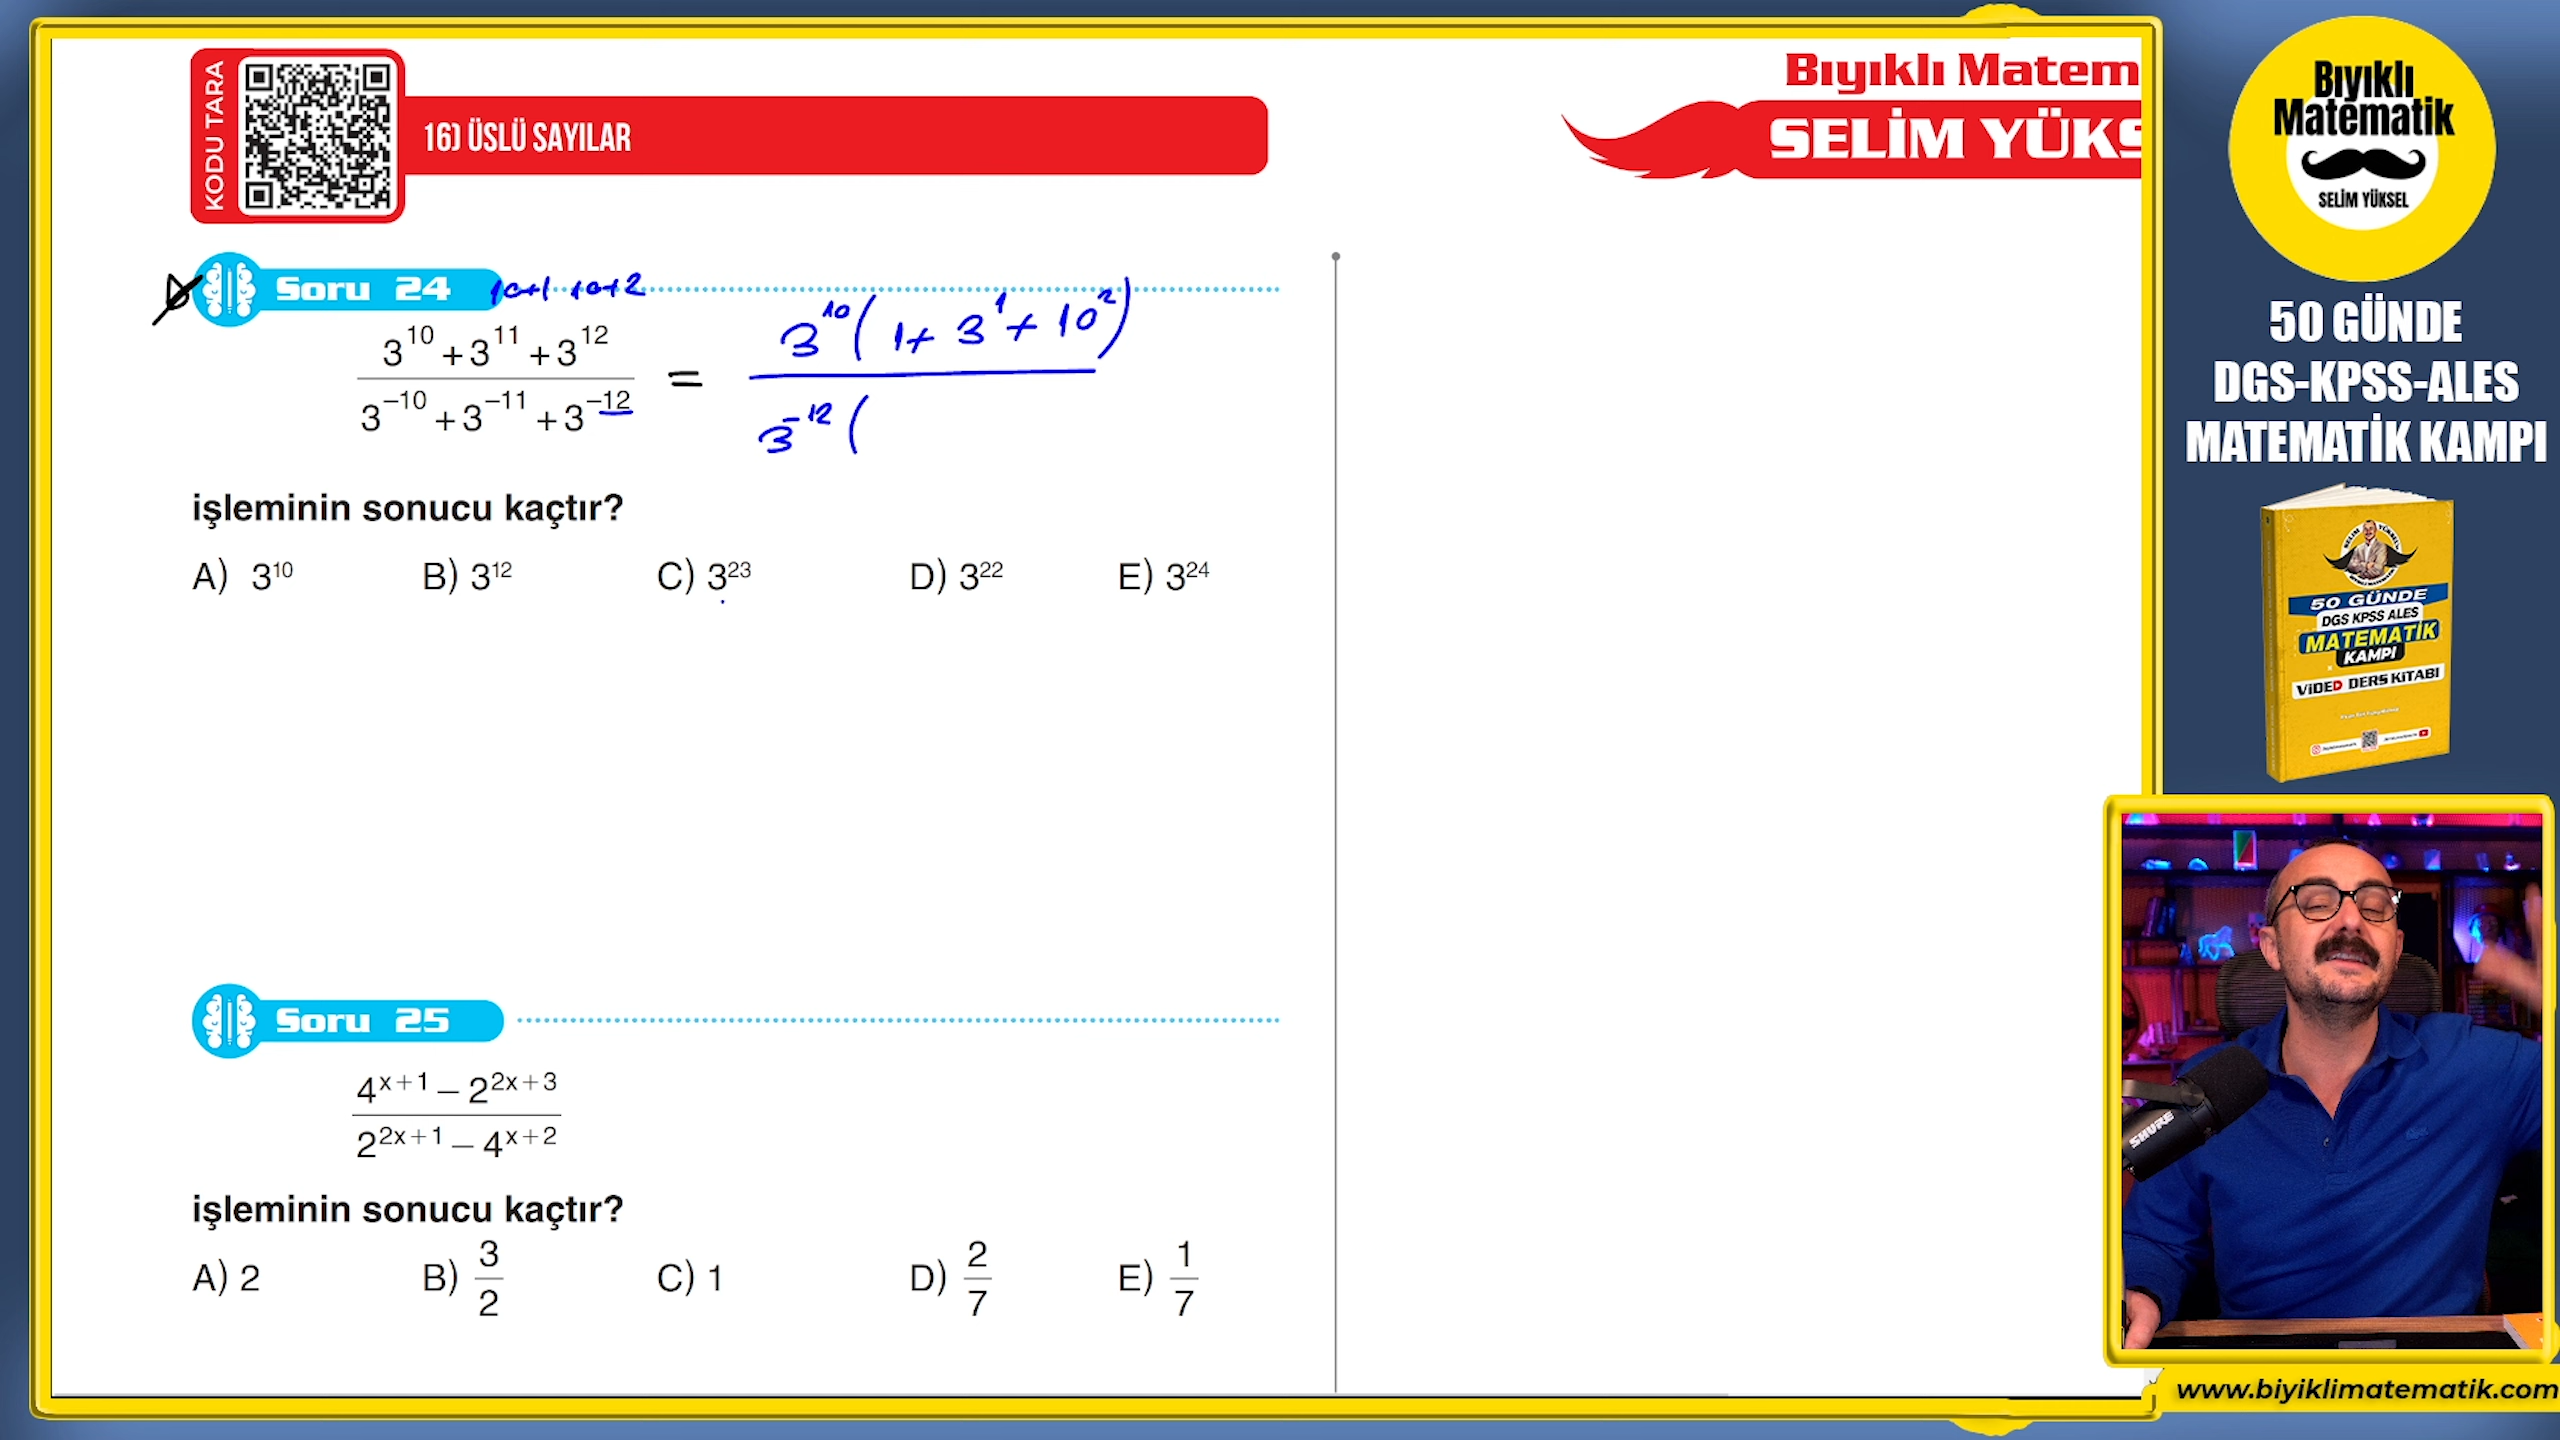 KODU TARA
16) ÜSLÜ SAYILAR
Bıyıklı Matem
SELİM YÜKS
Soru 24
10+1 10+2
3^10 + 3^11 + 3^12
3^-10 + 3^-11 + 3^-12
=
3^10 ( 1 + 3^1 + 10^2 )
3^-12 (
işleminin sonucu kaçtır?
A) 3^10 B) 3^12 C) 3^23 D) 3^22 E) 3^24
Soru 25
4^x+1 – 2^2x+3
2^2x+1 – 4^x+2
işleminin sonucu kaçtır?
A) 2 B) 3/2 C) 1 D) 2/7 E) 1/7
Bıyıklı
Matematik
SELİM YÜKSEL
50 GÜNDE
DGS-KPSS-ALES
MATEMATİK KAMPI
50 GÜNDE
DGS KPSS ALES
MATEMATİK
KAMPI
VİDEO DERS KİTABI
SHURE
www.biyiklimatematik.com